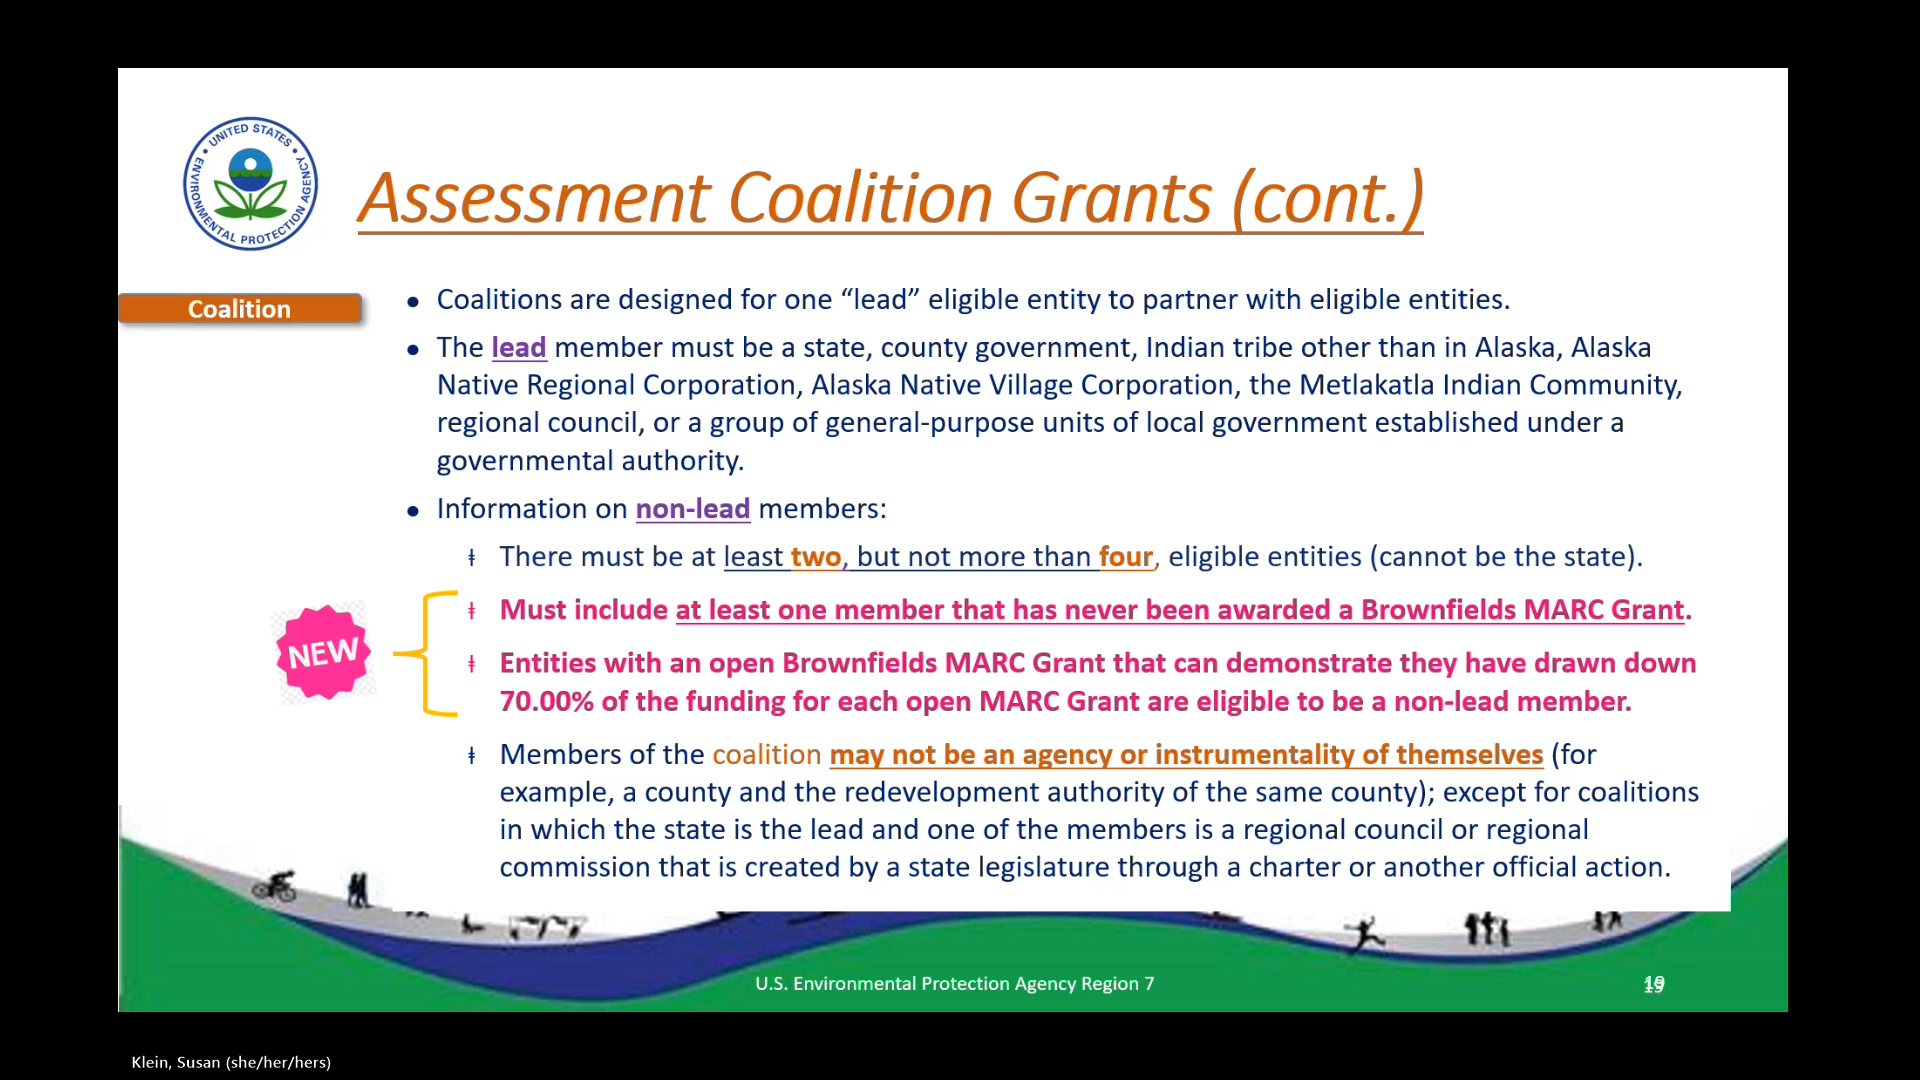 UNITED STATES
ENVIRONMENTAL PROTECTION AGENCY
Assessment Coalition Grants (cont.)
Coalition
• Coalitions are designed for one “lead” eligible entity to partner with eligible entities.
• The lead member must be a state, county government, Indian tribe other than in Alaska, Alaska
Native Regional Corporation, Alaska Native Village Corporation, the Metlakatla Indian Community,
regional council, or a group of general-purpose units of local government established under a
governmental authority.
• Information on non-lead members:
There must be at least two, but not more than four, eligible entities (cannot be the state).
Must include at least one member that has never been awarded a Brownfields MARC Grant.
NEW
Entities with an open Brownfields MARC Grant that can demonstrate they have drawn down
70.00% of the funding for each open MARC Grant are eligible to be a non-lead member.
Members of the coalition may not be an agency or instrumentality of themselves (for
example, a county and the redevelopment authority of the same county); except for coalitions
in which the state is the lead and one of the members is a regional council or regional
commission that is created by a state legislature through a charter or another official action.
U.S. Environmental Protection Agency Region 7
Klein, Susan (she/her/hers)